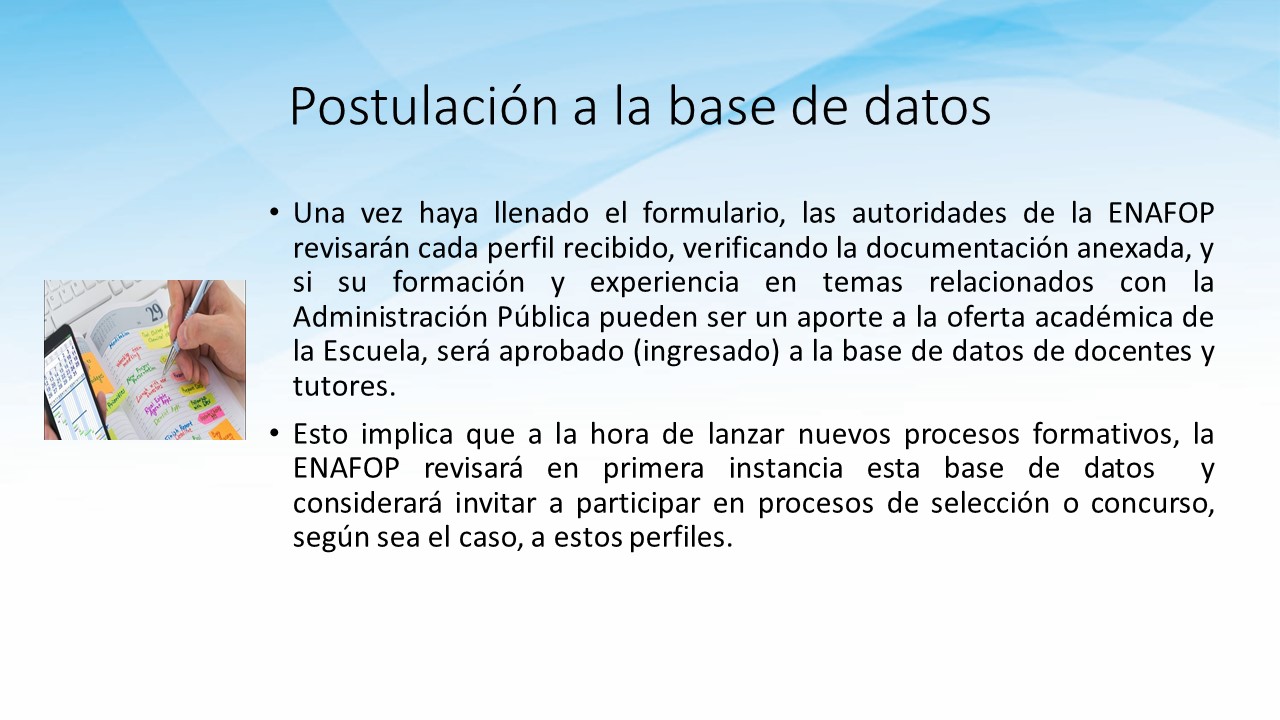 Postulación a la base de datos
• Una vez haya llenado el formulario, las autoridades de la ENAFOP
revisarán cada perfil recibido, verificando la documentación anexada, y
si su formación y experiencia en temas relacionados con la
Administración Pública pueden ser un aporte a la oferta académica de
la Escuela, será aprobado (ingresado) a la base de datos de docentes y
tutores.
• Esto implica que a la hora de lanzar nuevos procesos formativos, la
ENAFOP revisará en primera instancia esta base de datos y
considerará invitar a participar en procesos de selección o concurso,
según sea el caso, a estos perfiles.
29